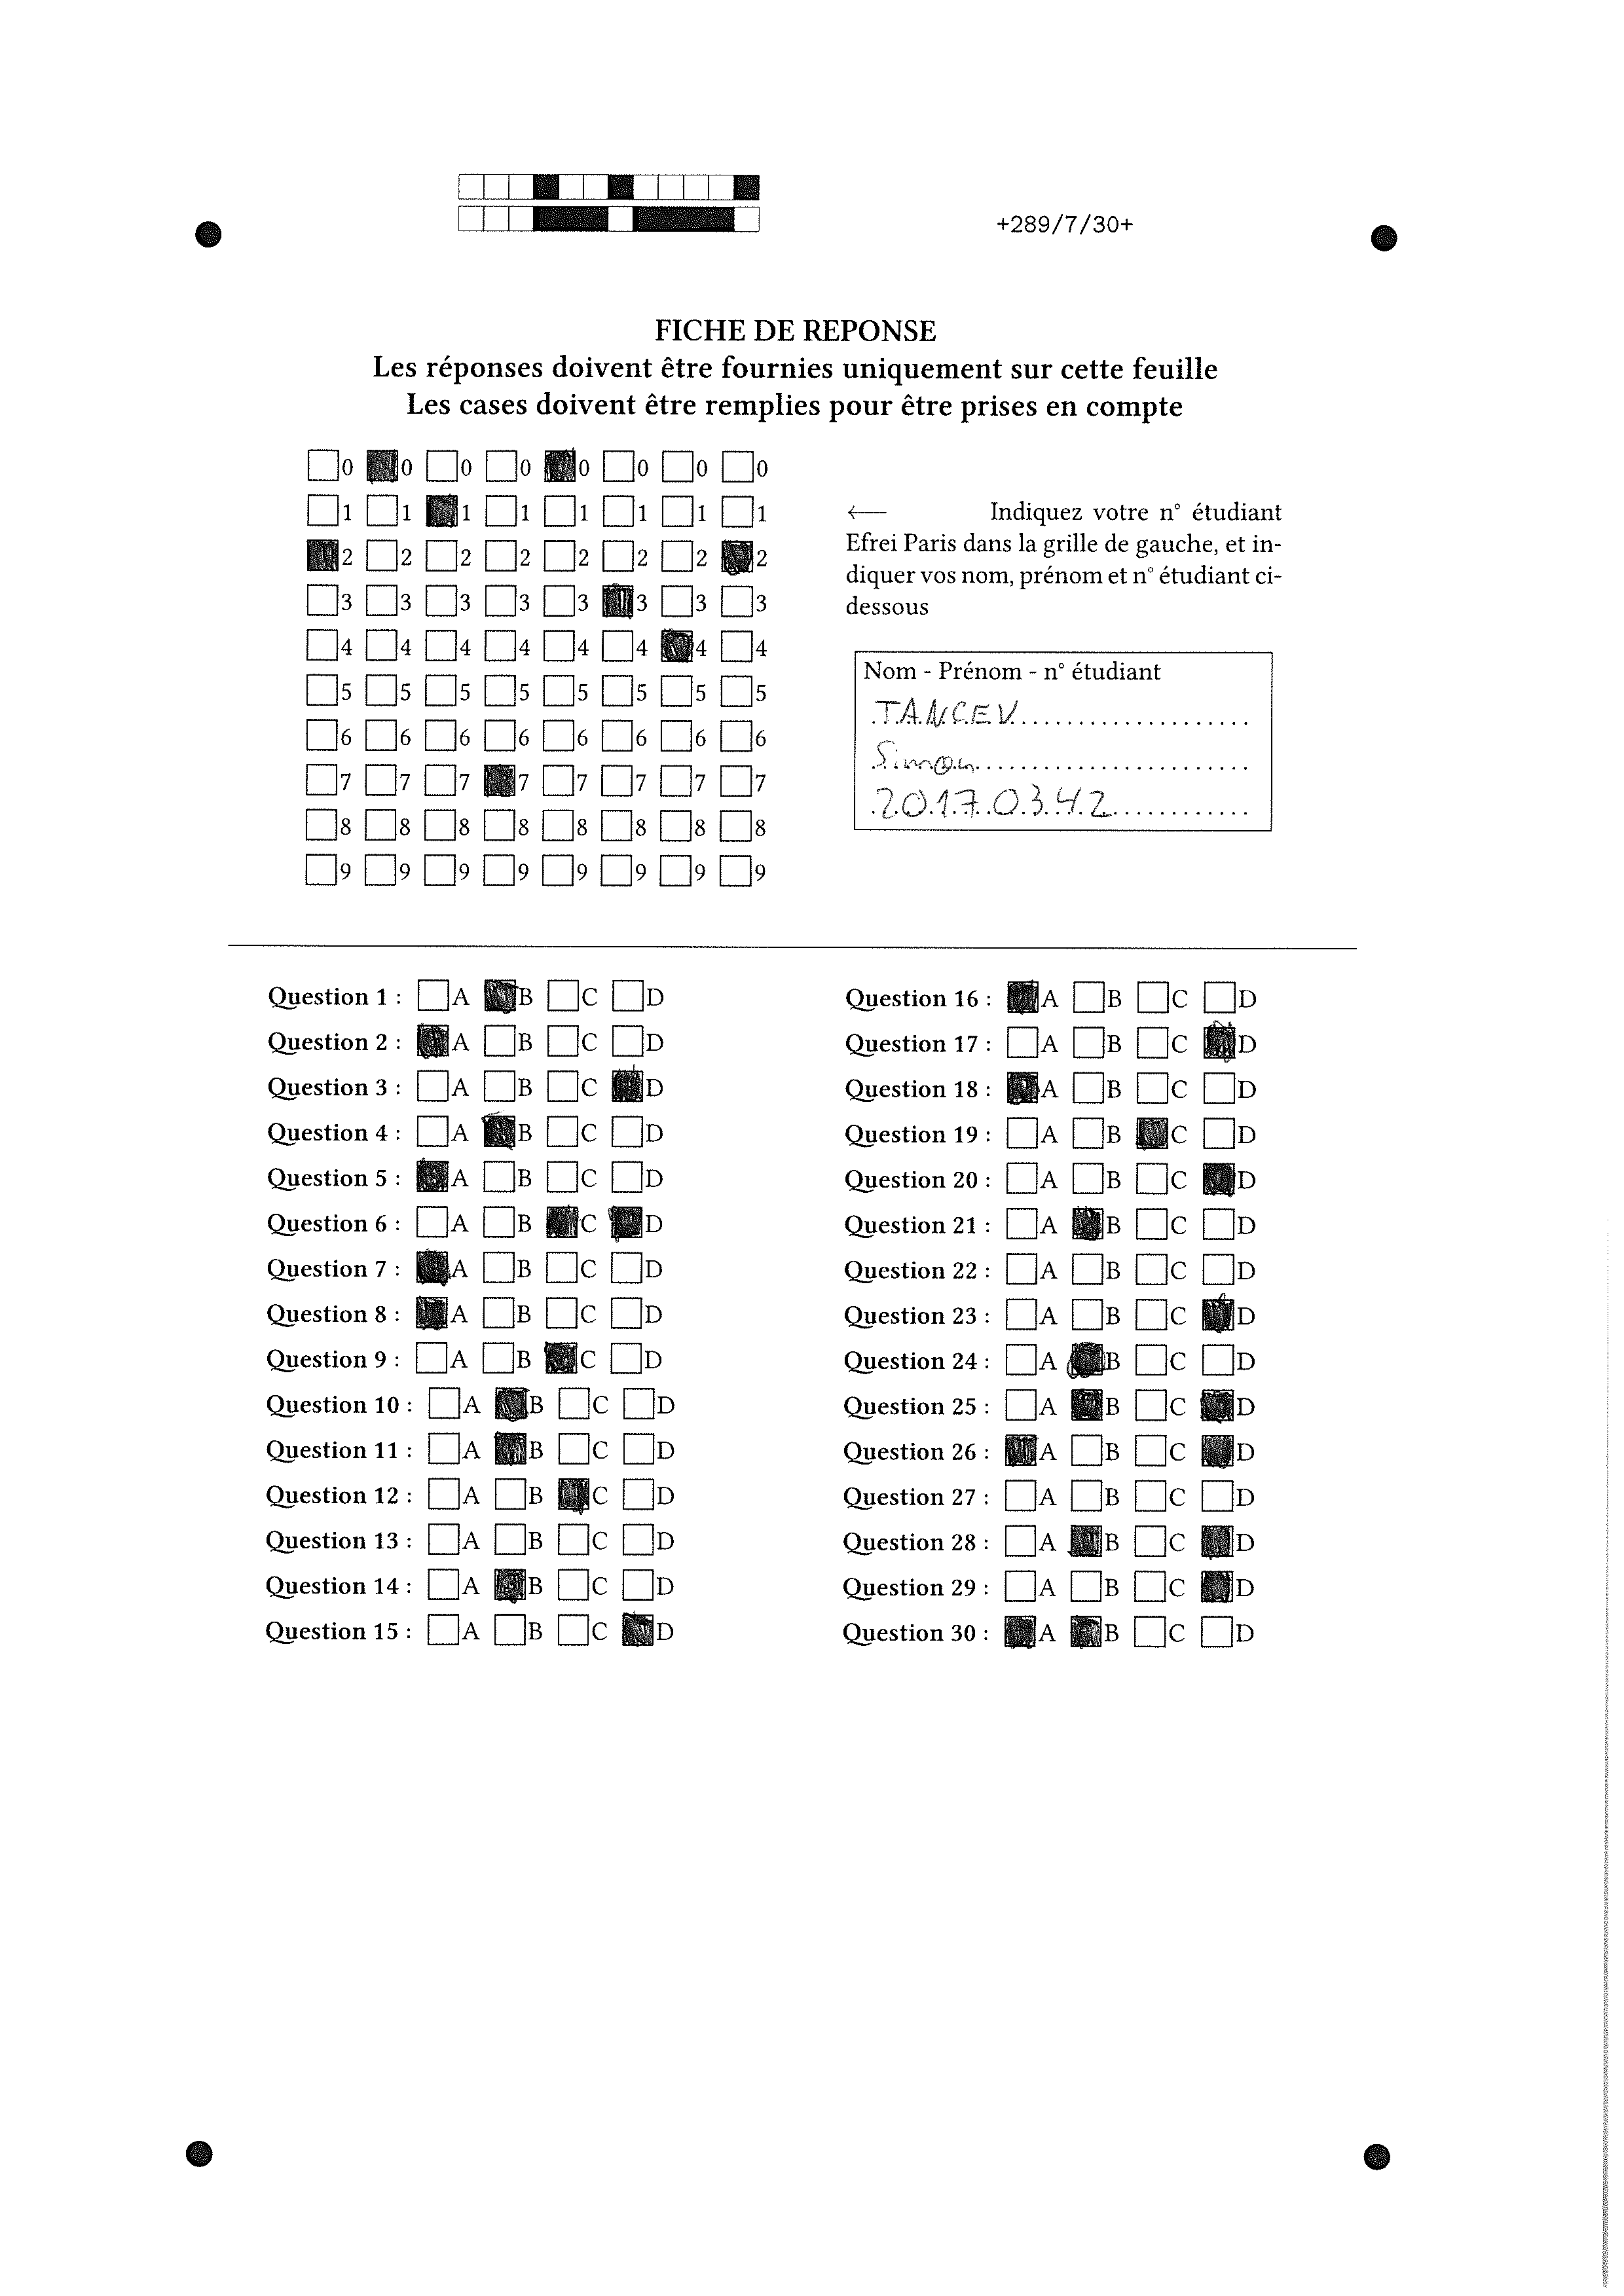 +289/7/30+
FICHE DE REPONSE
Les réponses doivent être fournies uniquement sur cette feuille
Les cases doivent être remplies pour être prises en compte
0 0 0 0 0 0 0 0
1 1 1 1 1 1 1 1
2 2 2 2 2 2 2 2
3 3 3 3 3 3 3 3
4 4 4 4 4 4 4 4
5 5 5 5 5 5 5 5
6 6 6 6 6 6 6 6
7 7 7 7 7 7 7 7
8 8 8 8 8 8 8 8
9 9 9 9 9 9 9 9
← Indiquez votre n° étudiant
Efrei Paris dans la grille de gauche, et in-
diquer vos nom, prénom et n° étudiant ci-
dessous
Nom - Prénom - n° étudiant
TANCEV
Simon
20170342
Question 1 : A B C D
Question 2 : A B C D
Question 3 : A B C D
Question 4 : A B C D
Question 5 : A B C D
Question 6 : A B C D
Question 7 : A B C D
Question 8 : A B C D
Question 9 : A B C D
Question 10 : A B C D
Question 11 : A B C D
Question 12 : A B C D
Question 13 : A B C D
Question 14 : A B C D
Question 15 : A B C D
Question 16 : A B C D
Question 17 : A B C D
Question 18 : A B C D
Question 19 : A B C D
Question 20 : A B C D
Question 21 : A B C D
Question 22 : A B C D
Question 23 : A B C D
Question 24 : A B C D
Question 25 : A B C D
Question 26 : A B C D
Question 27 : A B C D
Question 28 : A B C D
Question 29 : A B C D
Question 30 : A B C D